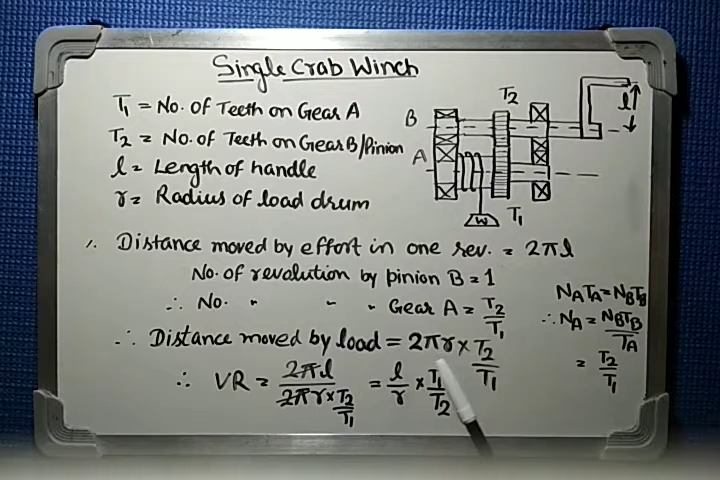 Single Crab Winch
T₁ = No. Of Teeth on Gear A
T₂ = No. of Teeth on Gear B/Pinion
l = Length of handle
r = Radius of load drum
B
A
T₂
T₁
W
l
∴ Distance moved by effort in one rev. = 2πl
No. of revalution by pinion B = 1
∴ No. " " " Gear A = T₂/T₁
∴ Distance moved by load = 2πr × T₂/T₁
∴ VR = 2πl / (2πr × T₂/T₁) = l/r × T₁/T₂
NATA = NBTB
∴ NA = NBTB/TA
= T₂/T₁